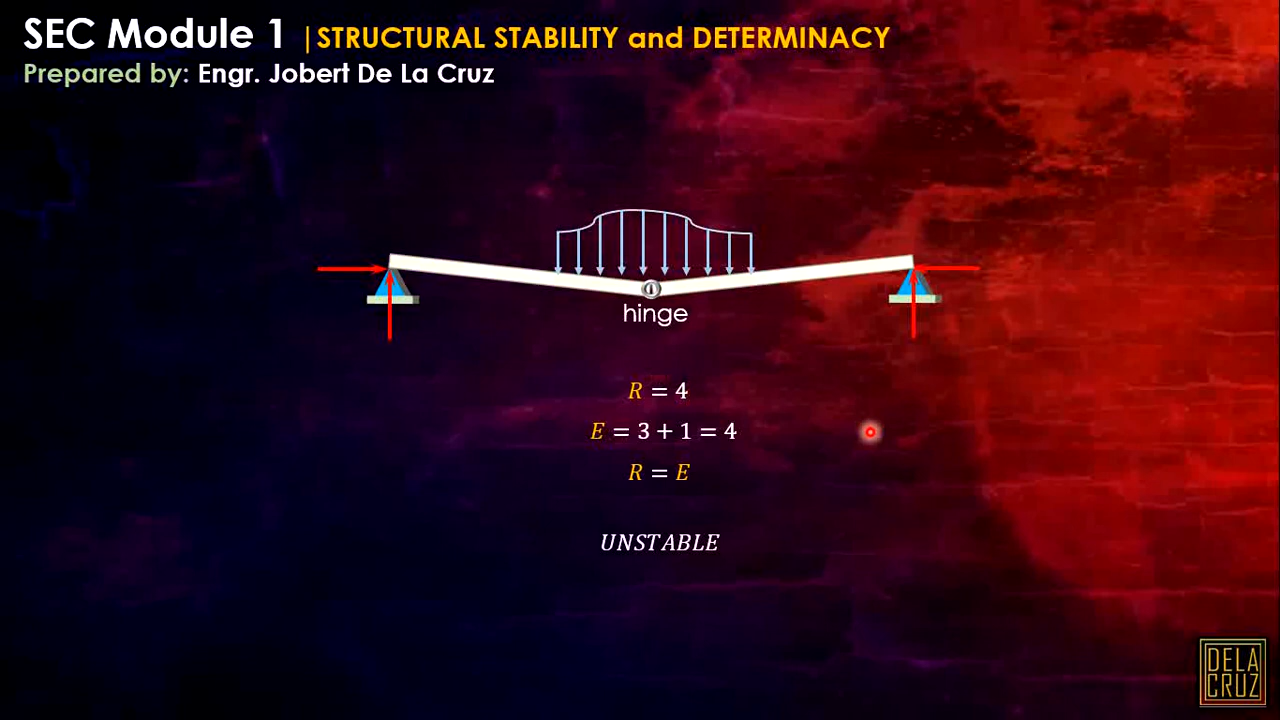 SEC Module 1 |STRUCTURAL STABILITY and DETERMINACY
Prepared by: Engr. Jobert De La Cruz
hinge
R = 4
E = 3 + 1 = 4
R = E
UNSTABLE
DELA
CRUZ